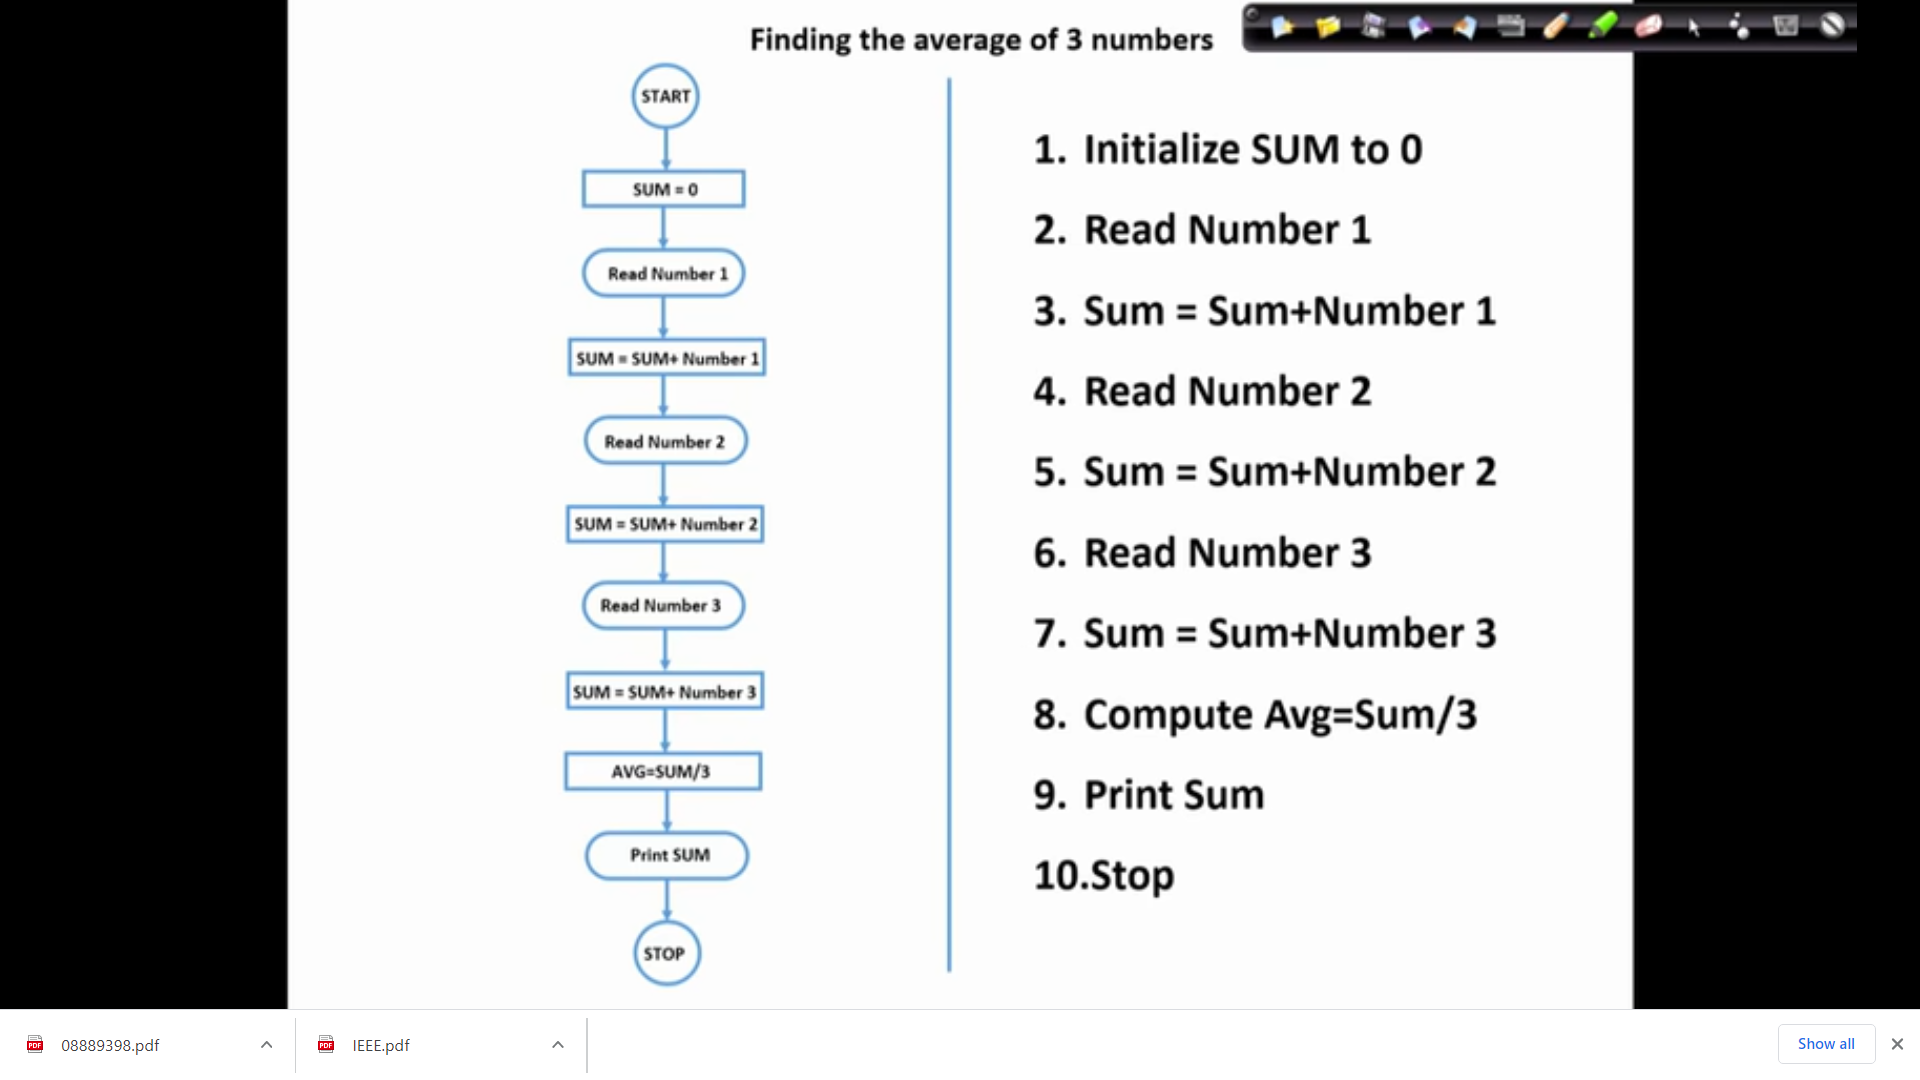 Finding the average of 3 numbers
START
SUM = 0
Read Number 1
SUM = SUM+ Number 1
Read Number 2
SUM = SUM+ Number 2
Read Number 3
SUM = SUM+ Number 3
AVG=SUM/3
Print SUM
STOP
1. Initialize SUM to 0
2. Read Number 1
3. Sum = Sum+Number 1
4. Read Number 2
5. Sum = Sum+Number 2
6. Read Number 3
7. Sum = Sum+Number 3
8. Compute Avg=Sum/3
9. Print Sum
10.Stop
PDF 08889398.pdf
PDF IEEE.pdf
Show all